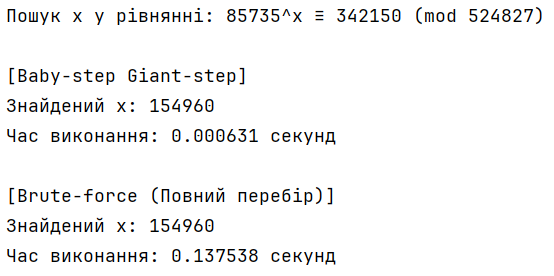 Пошук x у рівнянні: 85735^x ≡ 342150 (mod 524827)
[Baby-step Giant-step]
Знайдений x: 154960
Час виконання: 0.000631 секунд
[Brute-force (Повний перебір)]
Знайдений x: 154960
Час виконання: 0.137538 секунд